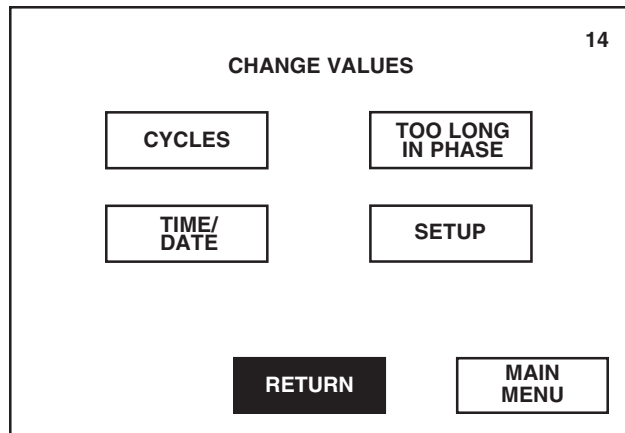 14
CHANGE VALUES
CYCLES
TOO LONG
IN PHASE
TIME/
DATE
SETUP
RETURN
MAIN
MENU